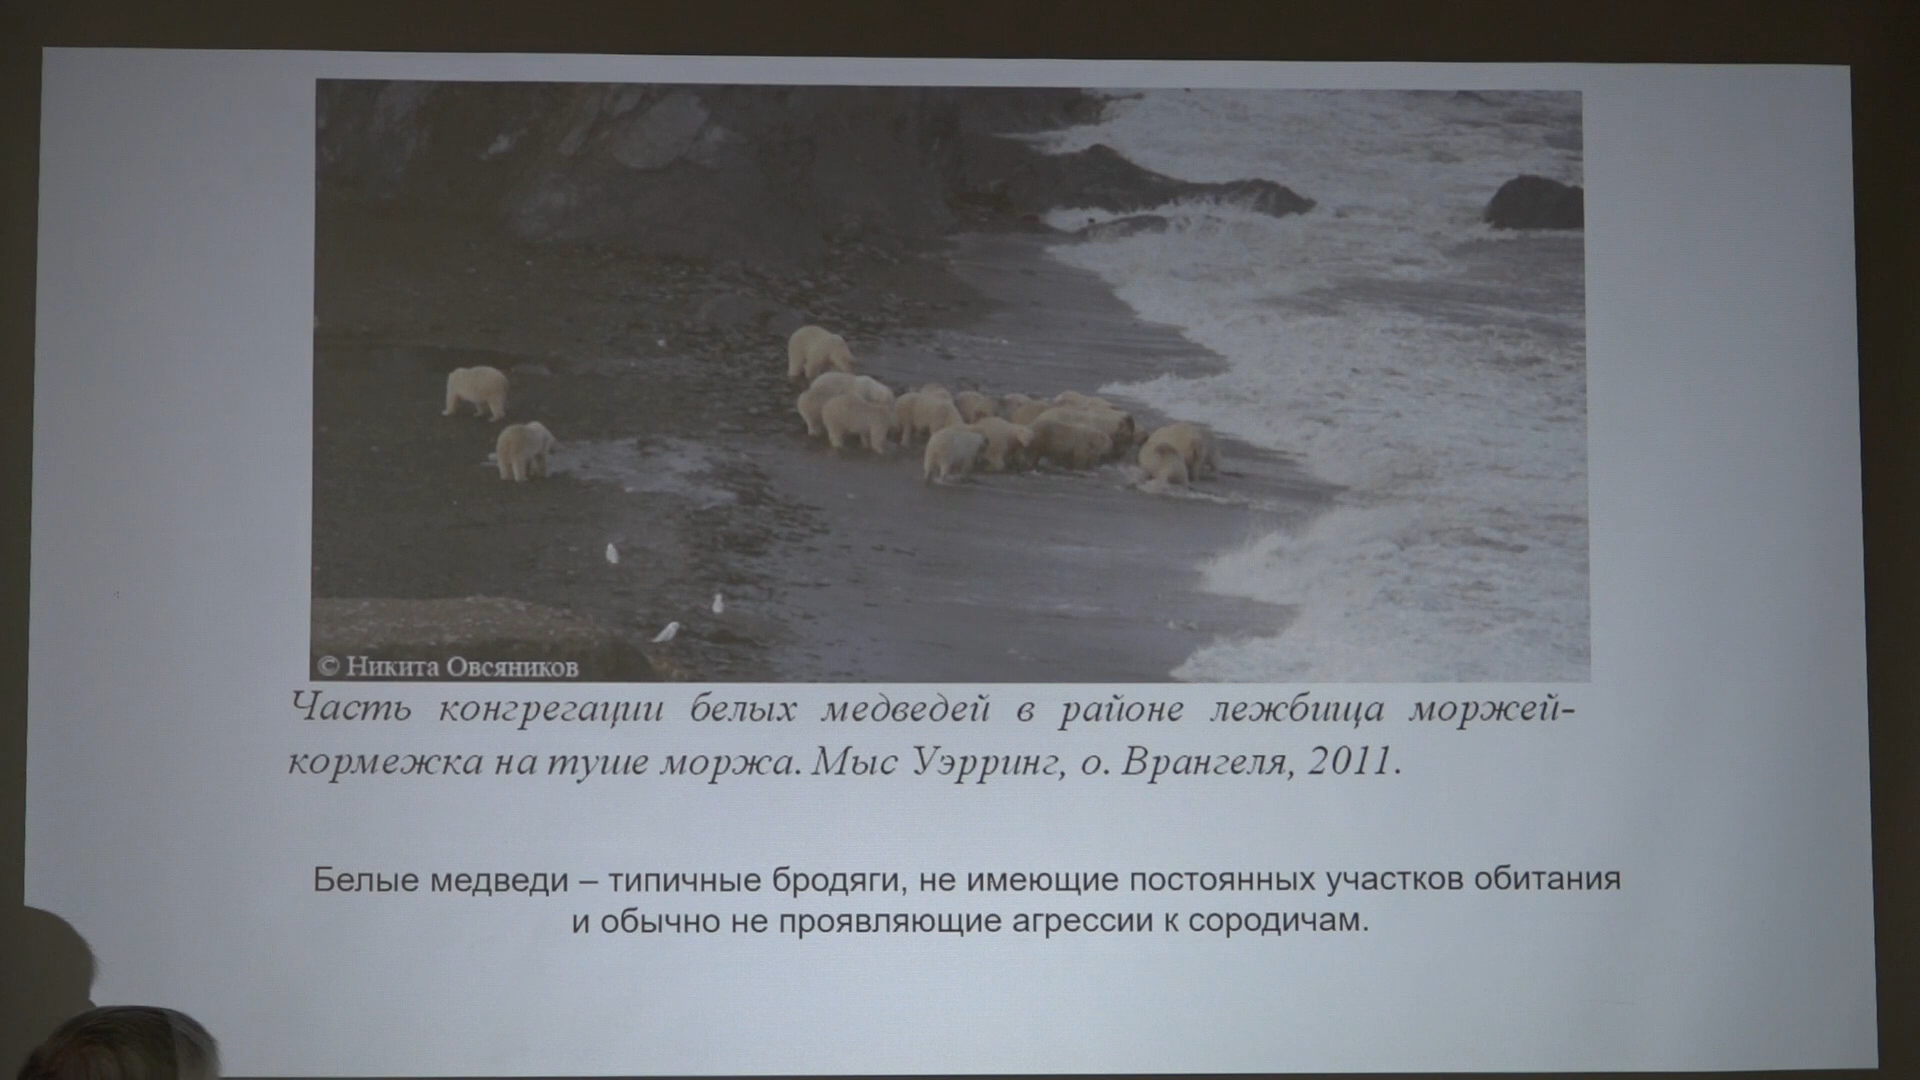 © Никита Овсяников
Часть конгрегации белых медведей в районе лежбища моржей-
кормежка на туше моржа. Мыс Уэрринг, о. Врангеля, 2011.
Белые медведи – типичные бродяги, не имеющие постоянных участков обитания
и обычно не проявляющие агрессии к сородичам.